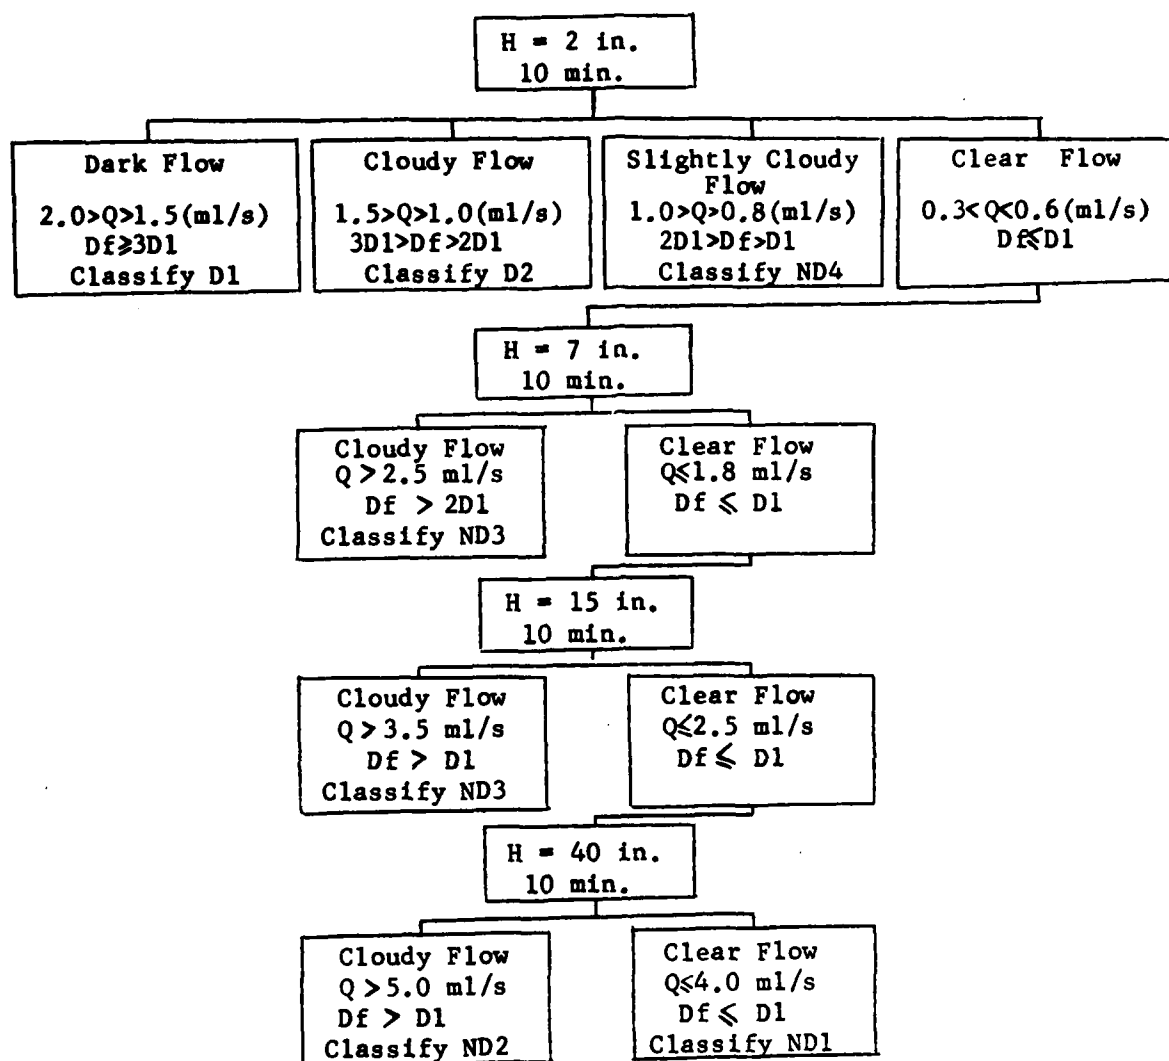 H = 2 in.
10 min.
Dark Flow
2.0>Q>1.5(ml/s)
Df⩾3D1
Classify D1
Cloudy Flow
1.5>Q>1.0(ml/s)
3D1>Df>2D1
Classify D2
Slightly Cloudy
Flow
1.0>Q>0.8(ml/s)
2D1>Df>D1
Classify ND4
Clear Flow
0.3<Q<0.6(ml/s)
Df⩽D1
H = 7 in.
10 min.
Cloudy Flow
Q > 2.5 ml/s
Df > 2D1
Classify ND3
Clear Flow
Q⩽1.8 ml/s
Df ⩽ D1
H = 15 in.
10 min.
Cloudy Flow
Q > 3.5 ml/s
Df > D1
Classify ND3
Clear Flow
Q⩽2.5 ml/s
Df ⩽ D1
H = 40 in.
10 min.
Cloudy Flow
Q > 5.0 ml/s
Df > D1
Classify ND2
Clear Flow
Q⩽4.0 ml/s
Df ⩽ D1
Classify ND1